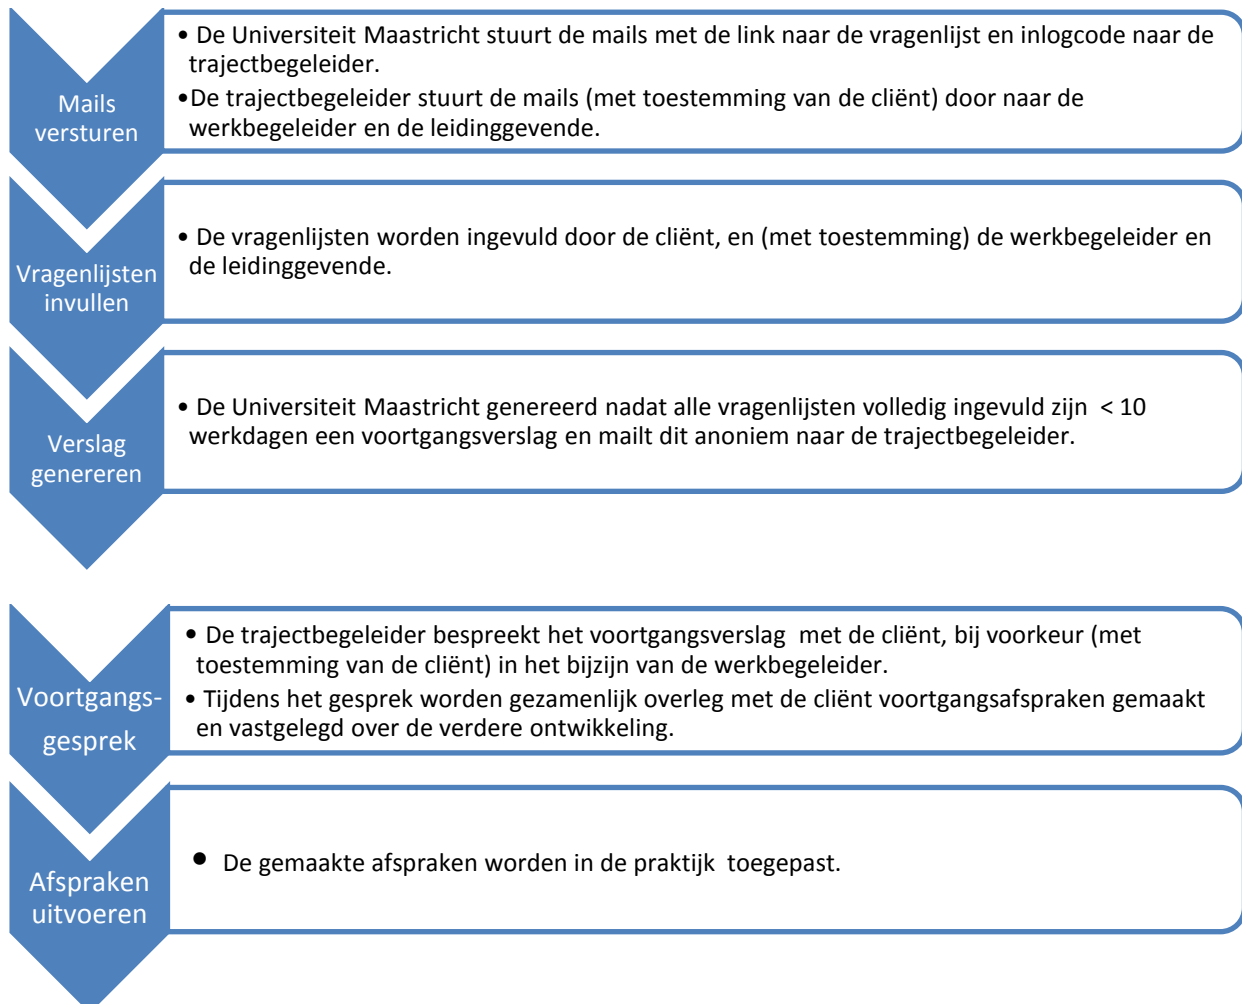 Mails
versturen
• De Universiteit Maastricht stuurt de mails met de link naar de vragenlijst en inlogcode naar de
trajectbegeleider.
•De trajectbegeleider stuurt de mails (met toestemming van de cliënt) door naar de
werkbegeleider en de leidinggevende.
Vragenlijsten
invullen
• De vragenlijsten worden ingevuld door de cliënt, en (met toestemming) de werkbegeleider en
de leidinggevende.
Verslag
genereren
• De Universiteit Maastricht genereerd nadat alle vragenlijsten volledig ingevuld zijn < 10
werkdagen een voortgangsverslag en mailt dit anoniem naar de trajectbegeleider.
Voortgangs-
gesprek
• De trajectbegeleider bespreekt het voortgangsverslag met de cliënt, bij voorkeur (met
toestemming van de cliënt) in het bijzijn van de werkbegeleider.
• Tijdens het gesprek worden gezamenlijk overleg met de cliënt voortgangsafspraken gemaakt
en vastgelegd over de verdere ontwikkeling.
Afspraken
uitvoeren
• De gemaakte afspraken worden in de praktijk toegepast.